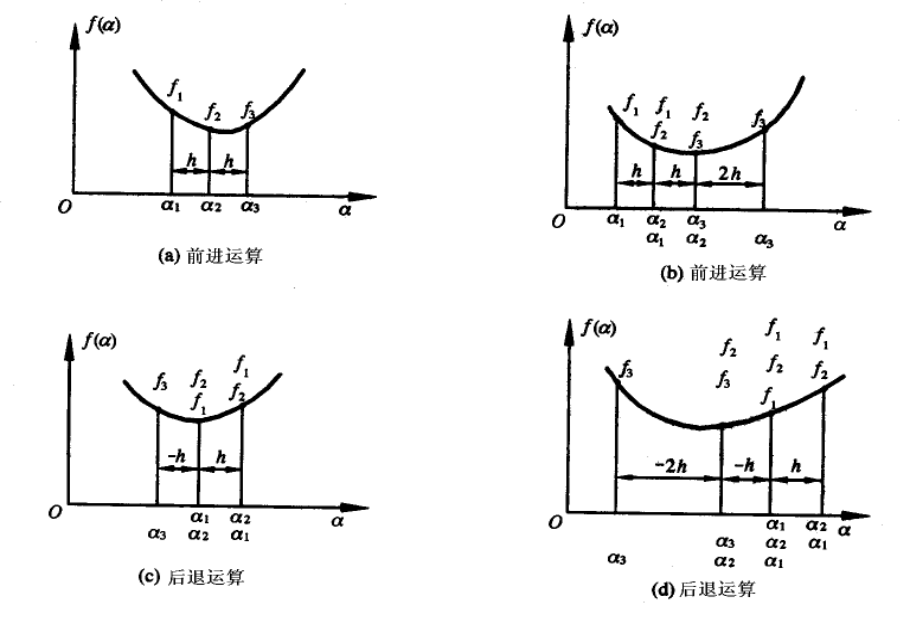 f(α)
f₁
f₂ f₃
h h
O α₁ α₂ α₃ α
(a) 前进运算
f(α)
f₁ f₁ f₂
f₂ f₃ f₃
h h 2h
O α₁ α₂ α₃ α
α₁ α₂ α₃
(b) 前进运算
f(α)
f₁
f₃ f₂ f₂
f₁
-h h
O α₁ α₂ α
α₃ α₂ α₁
(c) 后退运算
f(α)
f₁ f₁
f₂
f₃ f₃ f₂ f₂
f₁
-2h -h h
O α₁ α₂ α
α₃ α₂ α₁
α₃ α₂ α₁
(d) 后退运算